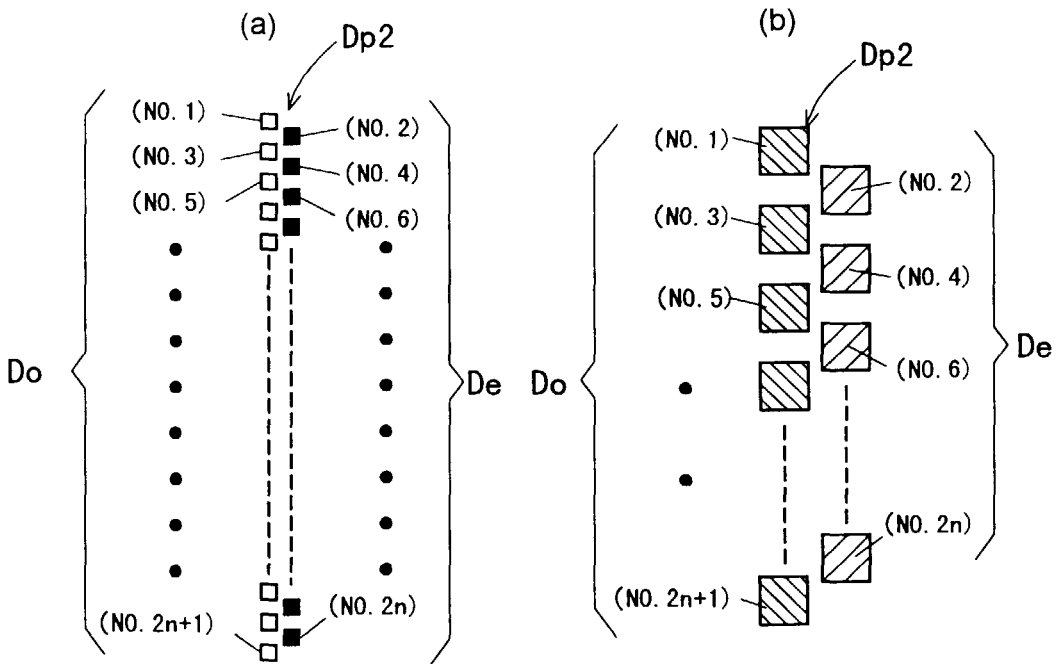 (a)
Dp2
(NO. 1)
(NO. 2)
(NO. 3)
(NO. 4)
(NO. 5)
(NO. 6)
Do
De
(NO. 2n)
(NO. 2n+1)
(b)
Dp2
(NO. 1)
(NO. 2)
(NO. 3)
(NO. 4)
(NO. 5)
(NO. 6)
Do
De
(NO. 2n)
(NO. 2n+1)